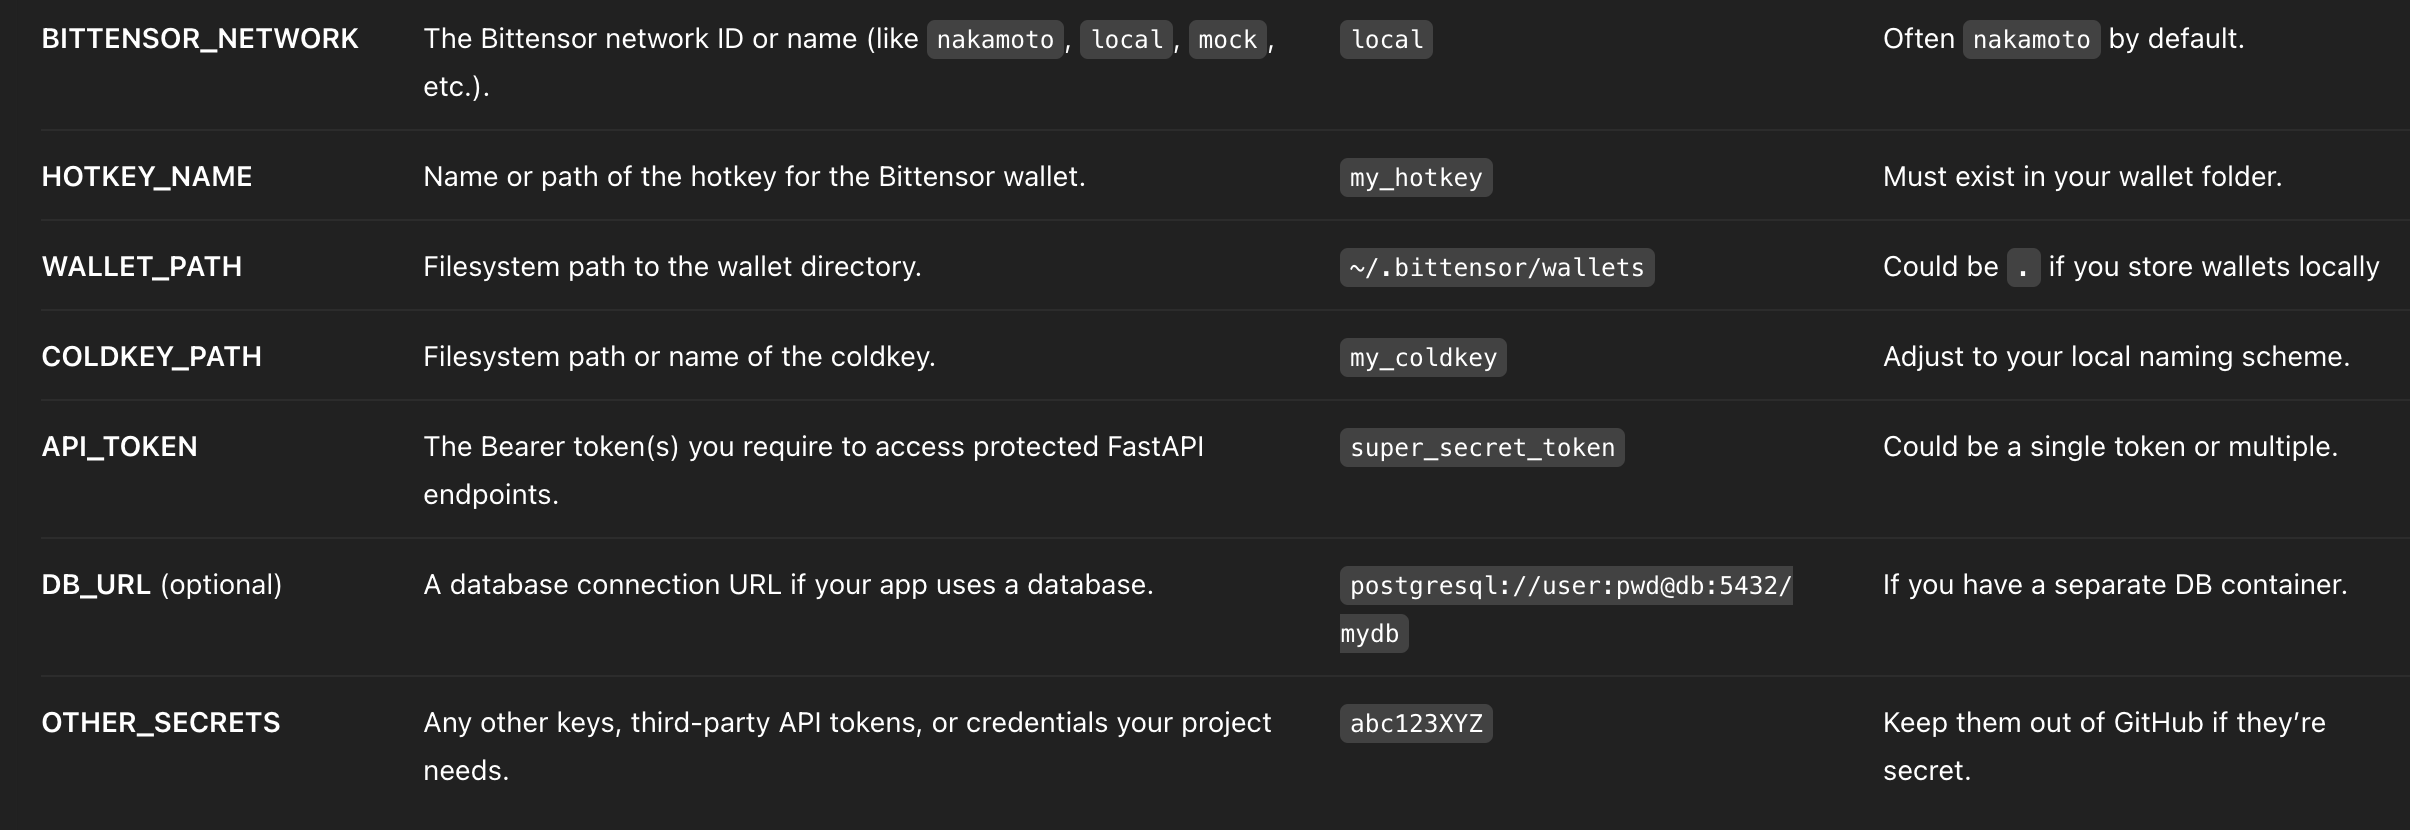 BITTENSOR_NETWORK The Bittensor network ID or name (like nakamoto, local, mock, local Often nakamoto by default.
etc.).
HOTKEY_NAME Name or path of the hotkey for the Bittensor wallet. my_hotkey Must exist in your wallet folder.
WALLET_PATH Filesystem path to the wallet directory. ~/.bittensor/wallets Could be . if you store wallets locally
COLDKEY_PATH Filesystem path or name of the coldkey. my_coldkey Adjust to your local naming scheme.
API_TOKEN The Bearer token(s) you require to access protected FastAPI super_secret_token Could be a single token or multiple.
endpoints.
DB_URL (optional) A database connection URL if your app uses a database. postgresql://user:pwd@db:5432/ If you have a separate DB container.
mydb
OTHER_SECRETS Any other keys, third-party API tokens, or credentials your project abc123XYZ Keep them out of GitHub if they’re
needs. secret.